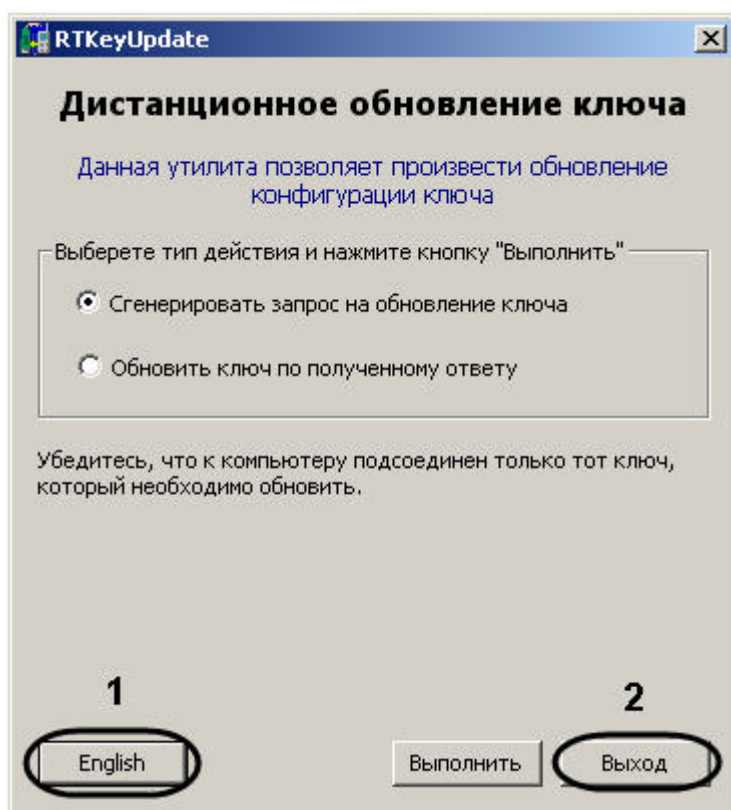 RTKeyUpdate
Дистанционное обновление ключа
Данная утилита позволяет произвести обновление
конфигурации ключа
Выберете тип действия и нажмите кнопку "Выполнить"
Сгенерировать запрос на обновление ключа
Обновить ключ по полученному ответу
Убедитесь, что к компьютеру подсоединен только тот ключ,
который необходимо обновить.
1
2
English
Выполнить
Выход